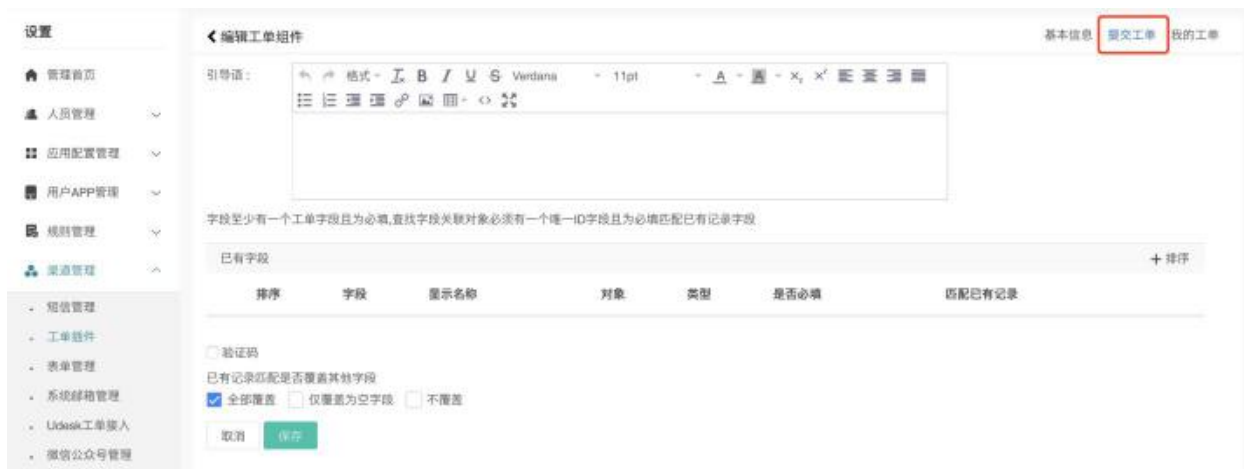 设置
管理首页
人员管理
应用配置管理
用户APP管理
规则管理
渠道管理
短信管理
工单插件
表单管理
系统邮箱管理
Udesk工单接入
微信公众号管理
编辑工单组件
基本信息 提交工单 我的工单
引导语：
格式 B I U S Verdana 11pt A A
字段至少有一个工单字段且为必填,查找字段关联对象必须有一个唯一ID字段且为必填匹配已有记录字段
已有字段 +排序
排序 字段 显示名称 对象 类型 是否必填 匹配已有记录
验证码
已有记录匹配是否覆盖其他字段
全部覆盖 仅覆盖为空字段 不覆盖
取消 保存